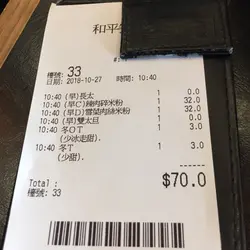 和平
檯號: 33
日期: 2018-10-27 時間: 10:40
10:40 (早)長太 1 0.0
10:40 (早C)辣肉碎米粉 1 32.0
10:40 (早D)雪菜肉絲米粉 1 32.0
10:40 (早)雙太旦 1 0.0
10:40 冬OT 1 3.0
(少冰走甜).
10:40 冬T 1 3.0
(少甜).
Total : $70.0
檯號: 33